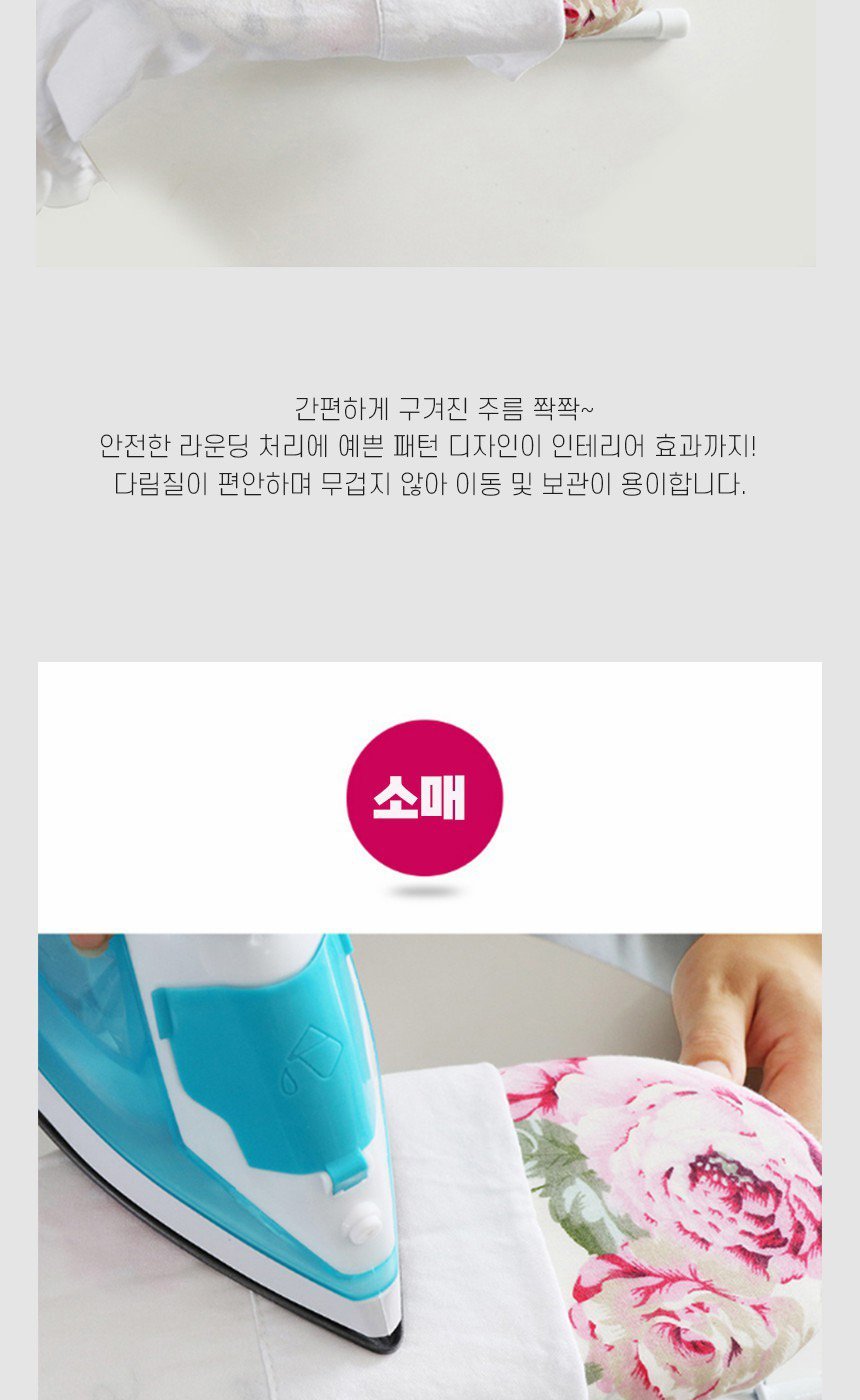 간편하게 구겨진 주름 쫙쫙~
안전한 라운딩 처리에 예쁜 패턴 디자인이 인테리어 효과까지!
다림질이 편안하며 무겁지 않아 이동 및 보관이 용이합니다.
소매